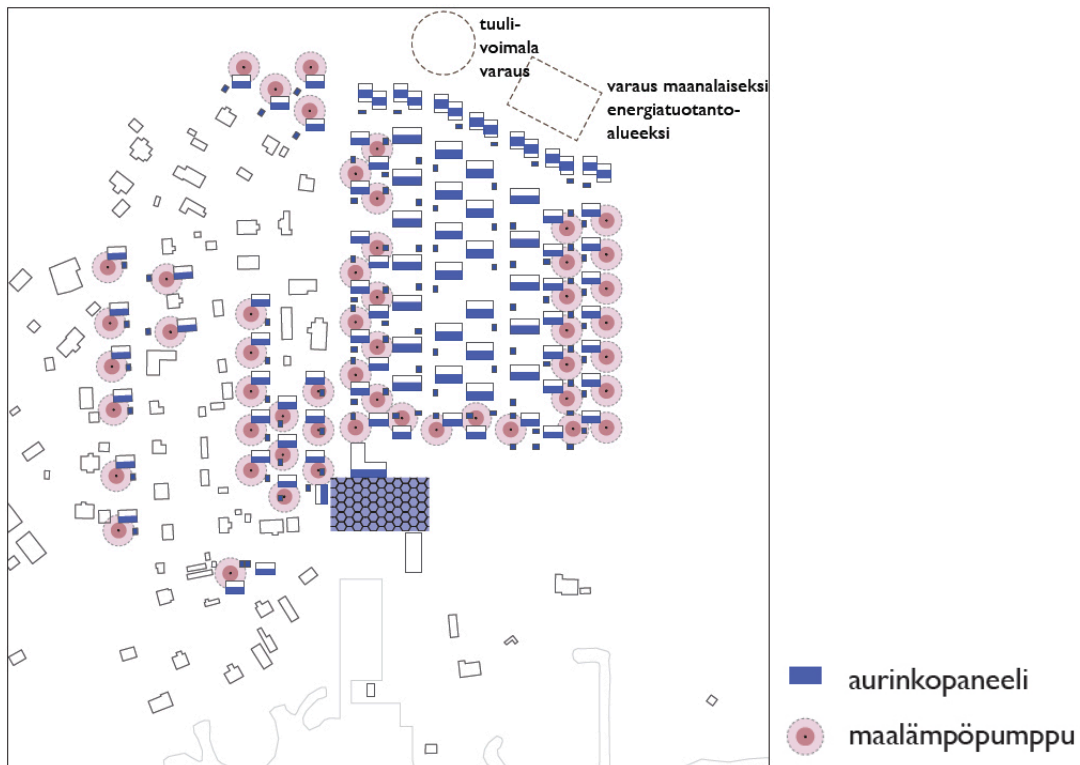 tuuli-
voimala
varaus
varaus maanalaiseksi
energiatuotanto-
alueeksi
aurinkopaneeli
maalämpöpumppu